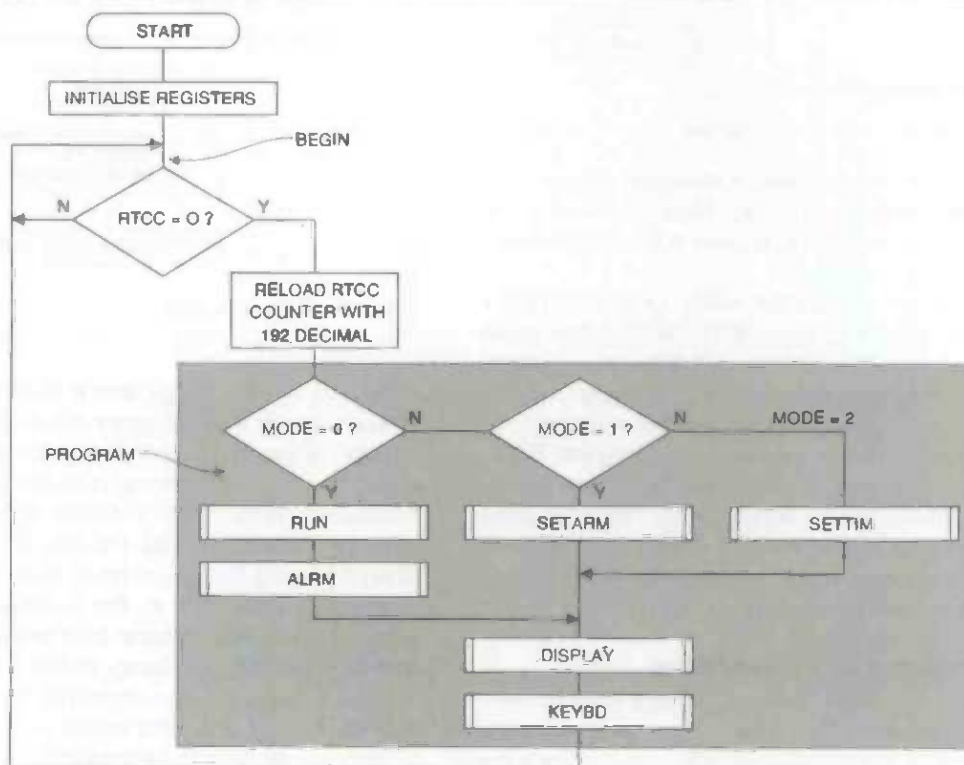 START
INITIALISE REGISTERS
BEGIN
N
RTCC = O ?
Y
RELOAD RTCC
COUNTER WITH
192 DECIMAL
MODE = 0 ?
N
MODE = 1 ?
N
MODE = 2
PROGRAM
Y
Y
RUN
SETARM
SETTIM
ALRM
DISPLAY
KEYBD